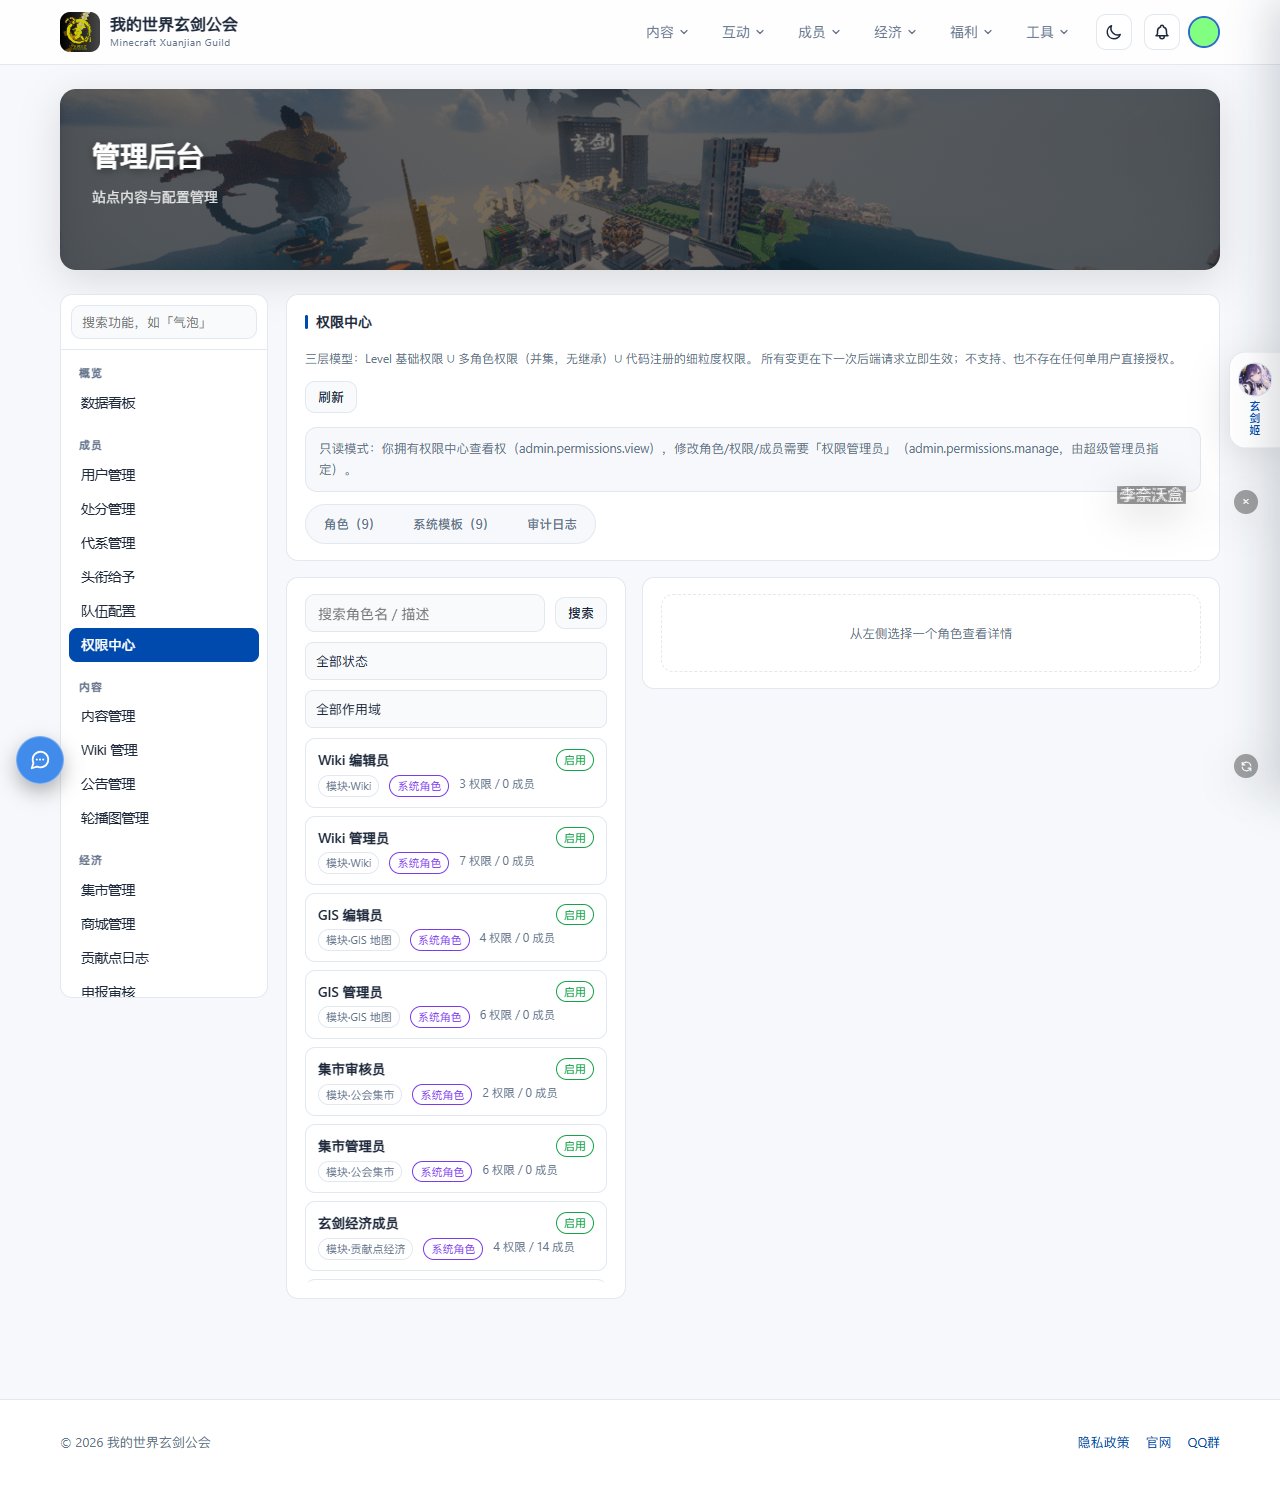 我的世界玄剑公会
Minecraft Xuanjian Guild
内容
互动
成员
经济
福利
工具
玄剑
玄剑公会四年
管理后台
站点内容与配置管理
搜索功能，如「气泡」
概览
数据看板
成员
用户管理
处分管理
代系管理
头衔给予
队伍配置
权限中心
内容
内容管理
Wiki 管理
公告管理
轮播图管理
经济
集市管理
商城管理
贡献点日志
申报审核
权限中心
三层模型：Level 基础权限 ∪ 多角色权限（并集，无继承）∪ 代码注册的细粒度权限。 所有变更在下一次后端请求立即生效；不支持、也不存在任何单用户直接授权。
刷新
只读模式：你拥有权限中心查看权（admin.permissions.view），修改角色/权限/成员需要「权限管理员」（admin.permissions.manage，由超级管理员指
定）。
角色（9）
系统模板（9）
审计日志
李奈沃盒
玄剑姬
搜索角色名 / 描述
搜索
全部状态
全部作用域
Wiki 编辑员
启用
模块·Wiki
系统角色
3 权限 / 0 成员
Wiki 管理员
启用
模块·Wiki
系统角色
7 权限 / 0 成员
GIS 编辑员
启用
模块·GIS 地图
系统角色
4 权限 / 0 成员
GIS 管理员
启用
模块·GIS 地图
系统角色
6 权限 / 0 成员
集市审核员
启用
模块·公会集市
系统角色
2 权限 / 0 成员
集市管理员
启用
模块·公会集市
系统角色
6 权限 / 0 成员
玄剑经济成员
启用
模块·贡献点经济
系统角色
4 权限 / 14 成员
从左侧选择一个角色查看详情
© 2026 我的世界玄剑公会
隐私政策
官网
QQ群